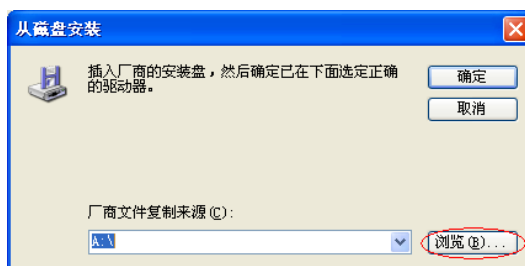 从磁盘安装
插入厂商的安装盘，然后确定已在下面选定正确
的驱动器。
确定
取消
厂商文件复制来源(C):
A:\
浏览(B)...